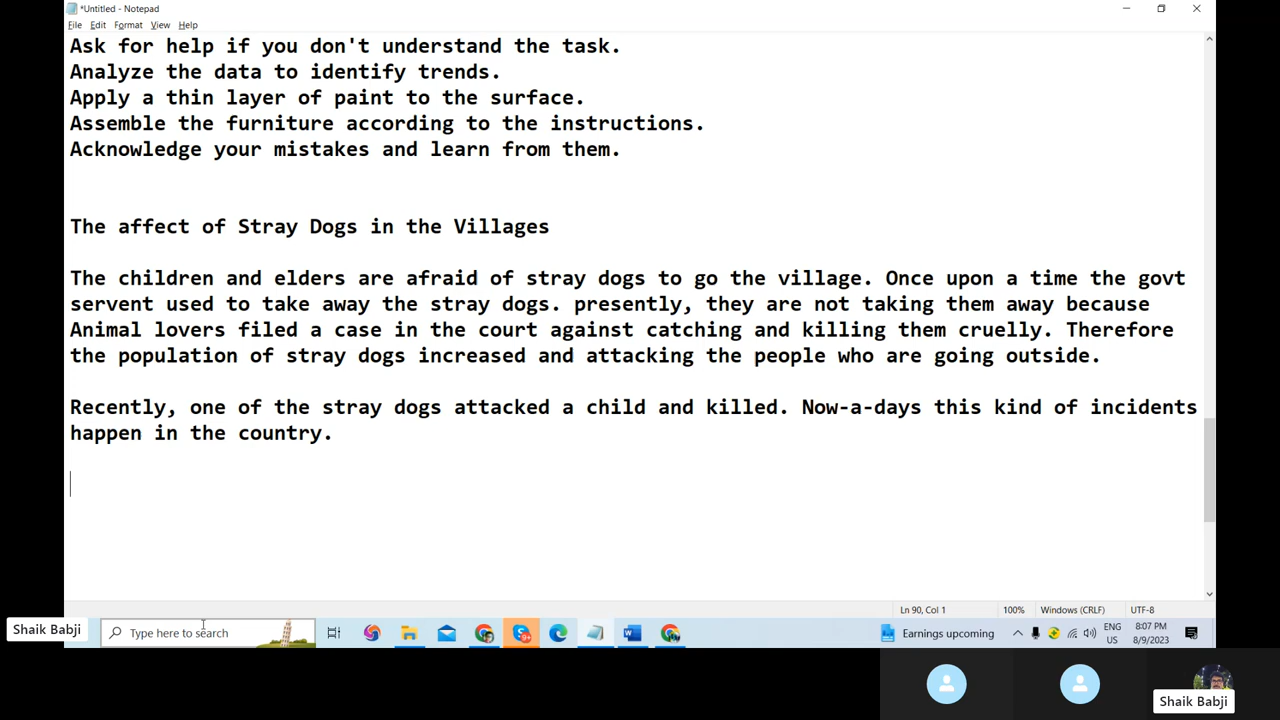 *Untitled - Notepad
File Edit Format View Help
Ask for help if you don't understand the task.
Analyze the data to identify trends.
Apply a thin layer of paint to the surface.
Assemble the furniture according to the instructions.
Acknowledge your mistakes and learn from them.
The affect of Stray Dogs in the Villages
The children and elders are afraid of stray dogs to go the village. Once upon a time the govt
servent used to take away the stray dogs. presently, they are not taking them away because
Animal lovers filed a case in the court against catching and killing them cruelly. Therefore
the population of stray dogs increased and attacking the people who are going outside.
Recently, one of the stray dogs attacked a child and killed. Now-a-days this kind of incidents
happen in the country.
Ln 90, Col 1 100% Windows (CRLF) UTF-8
Shaik Babji
Type here to search
Earnings upcoming
ENG
US
8:07 PM
8/9/2023
Shaik Babji